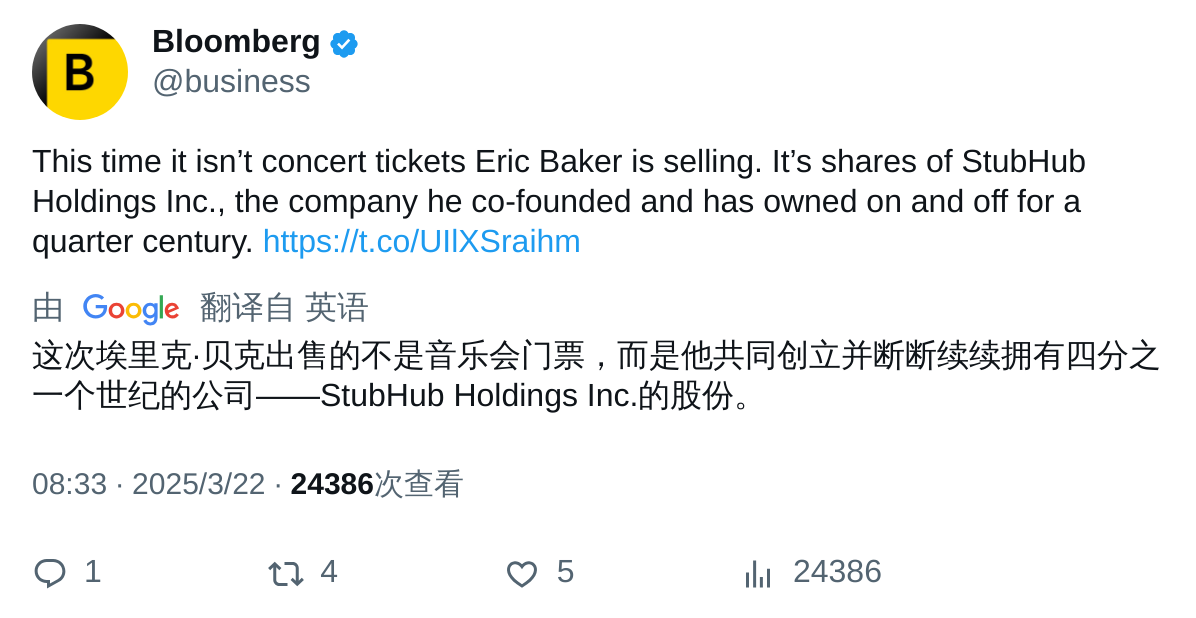 B
Bloomberg
@business
This time it isn’t concert tickets Eric Baker is selling. It’s shares of StubHub
Holdings Inc., the company he co-founded and has owned on and off for a
quarter century. https://t.co/UIlXSraihm
由 Google 翻译自 英语
这次埃里克·贝克出售的不是音乐会门票，而是他共同创立并断断续续拥有四分之
一个世纪的公司——StubHub Holdings Inc.的股份。
08:33 · 2025/3/22 · 24386次查看
1 4 5 24386